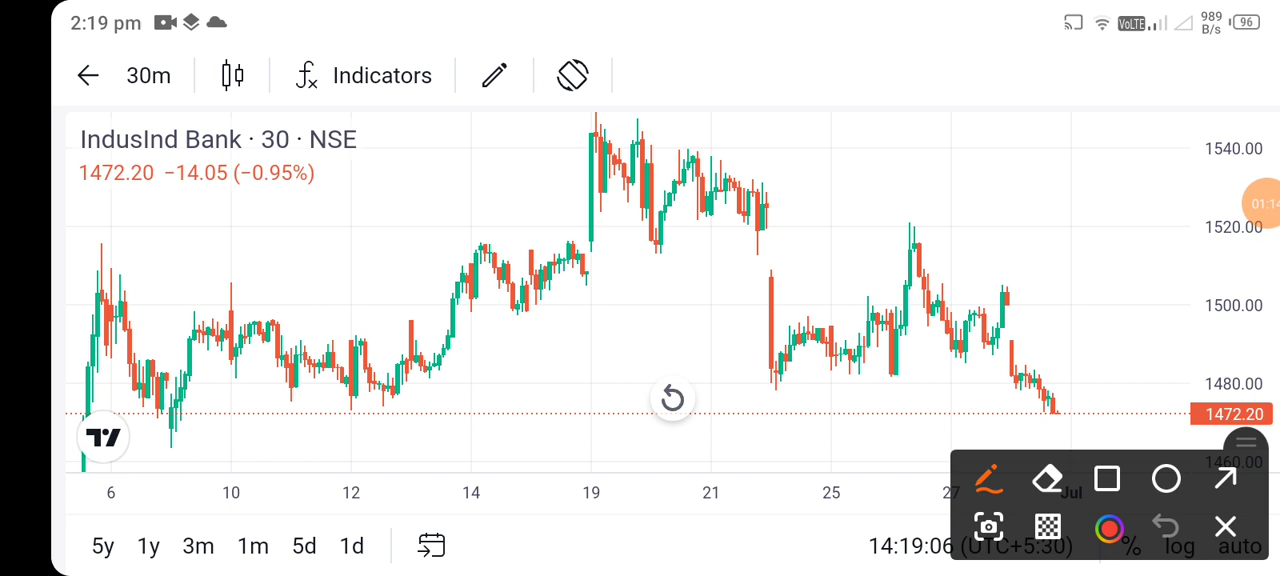 2:19 pm
VoLTE
989
B/s
96
30m
Indicators
IndusInd Bank · 30 · NSE
1472.20 −14.05 (−0.95%)
1540.00
01:14
1520.00
1500.00
1480.00
1472.20
1460.00
6 10 12 14 19 21 25 27 Jul
5y 1y 3m 1m 5d 1d
14:19:06 (UTC+5:30) % log auto